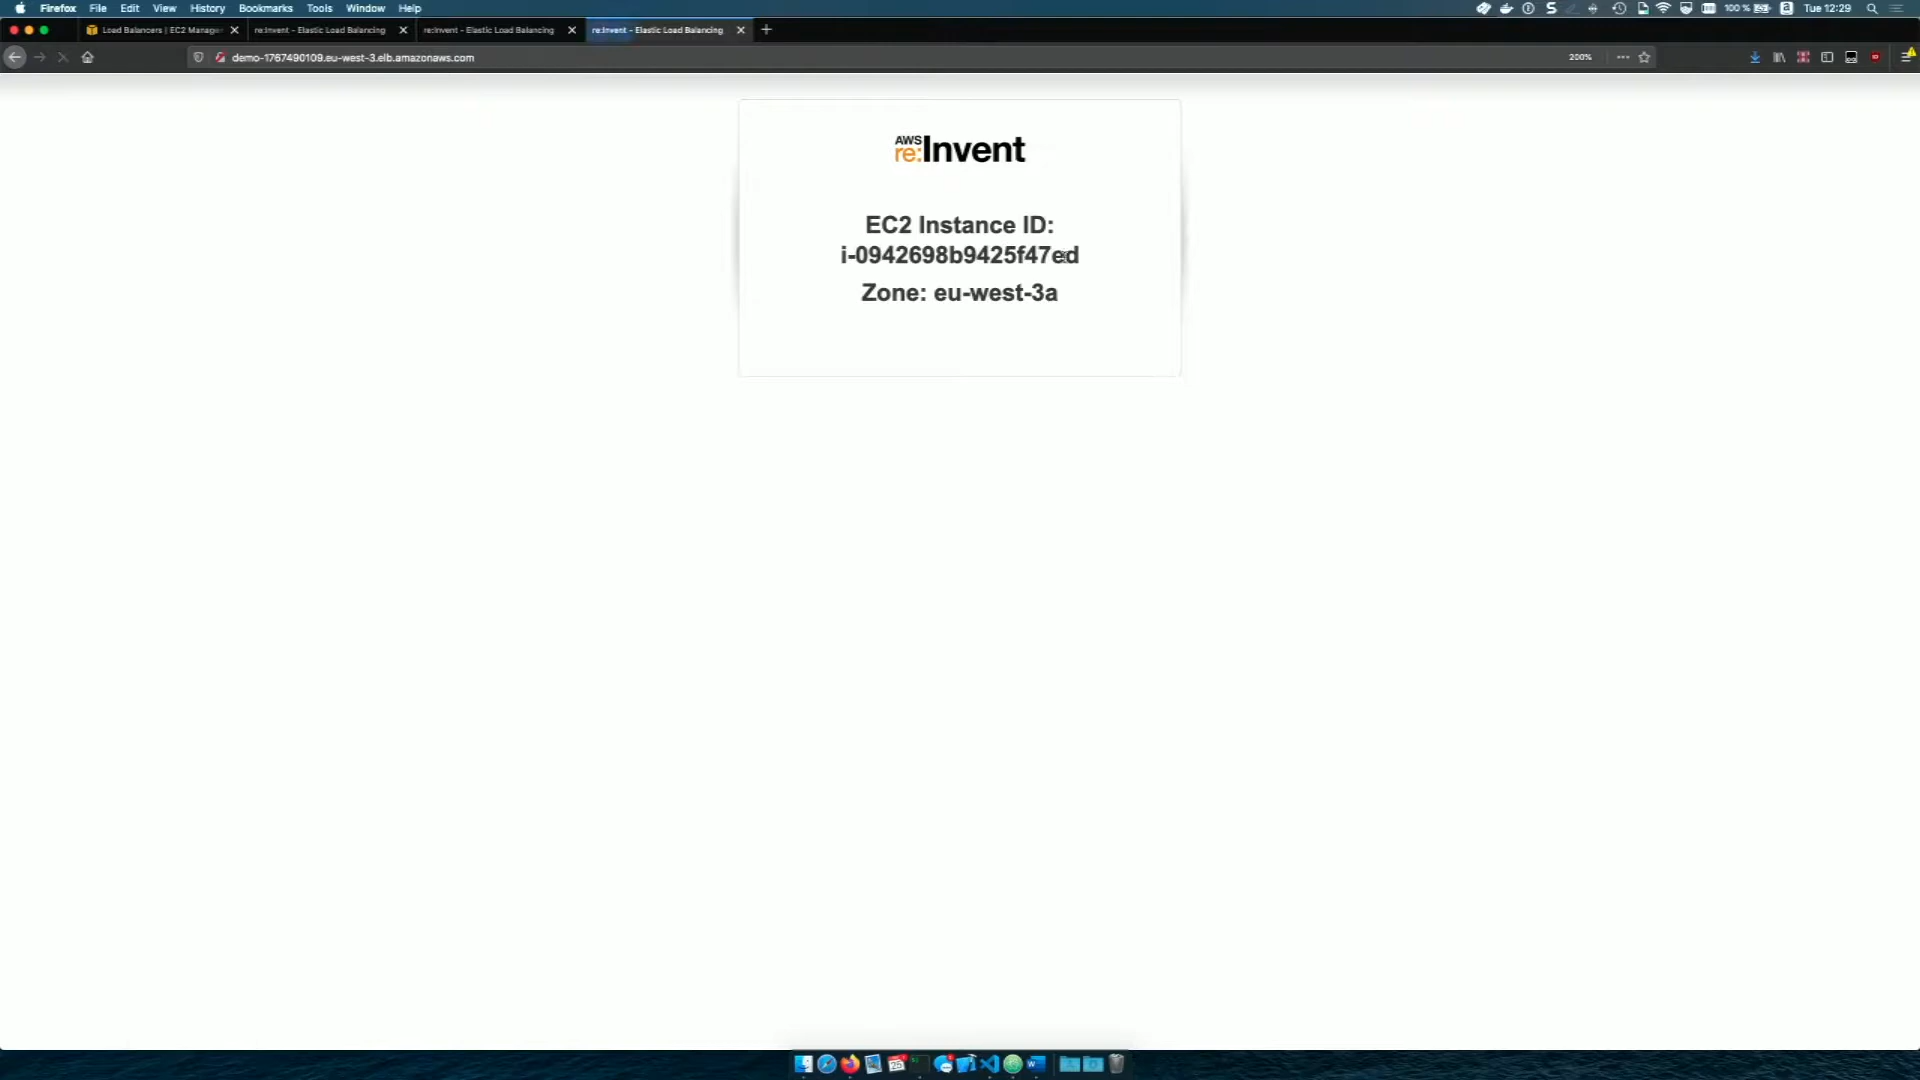 Firefox File Edit View History Bookmarks Tools Window Help
100 % Tue 12:29
Load Balancers | EC2 Manage
re:Invent - Elastic Load Balancing
re:Invent - Elastic Load Balancing
re:Invent - Elastic Load Balancing
demo-1767490109.eu-west-3.elb.amazonaws.com
200%
AWS
re:Invent
EC2 Instance ID:
i-0942698b9425f47ed
Zone: eu-west-3a